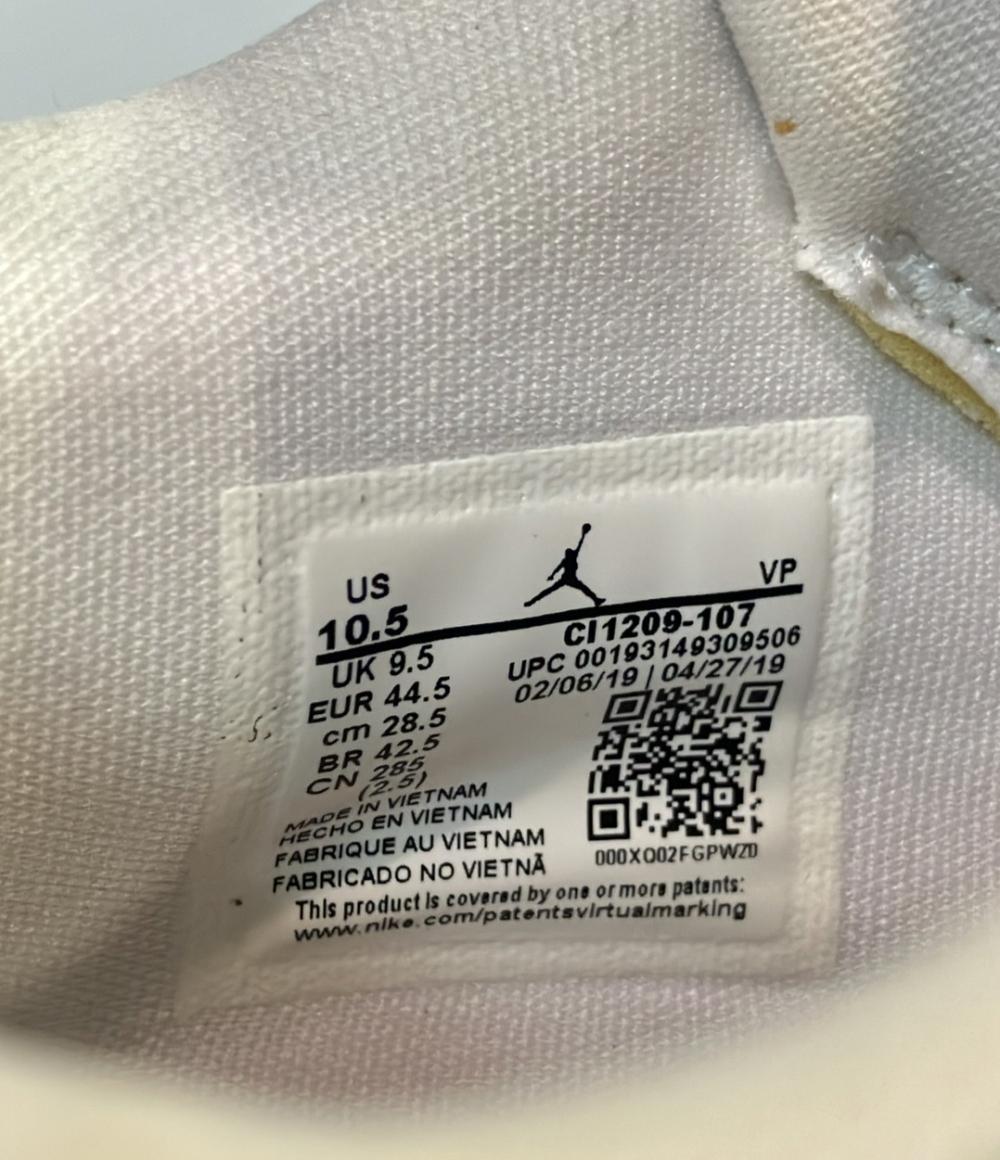 US
VP
10.5
CI1209-107
UK 9.5
UPC 00193149309506
EUR 44.5
02/06/19 | 04/27/19
cm 28.5
BR 42.5
CN 285
(2.5)
MADE IN VIETNAM
HECHO EN VIETNAM
FABRIQUE AU VIETNAM
FABRICADO NO VIETNÃ
000XO02FGPWZD
This product is covered by one or more patents:
www.nike.com/patentsvirtualmarking